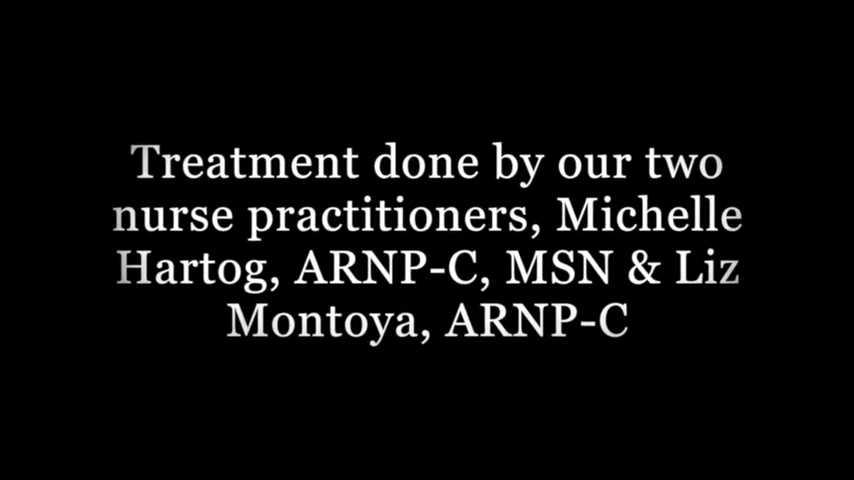 Treatment done by our two
nurse practitioners, Michelle
Hartog, ARNP-C, MSN & Liz
Montoya, ARNP-C